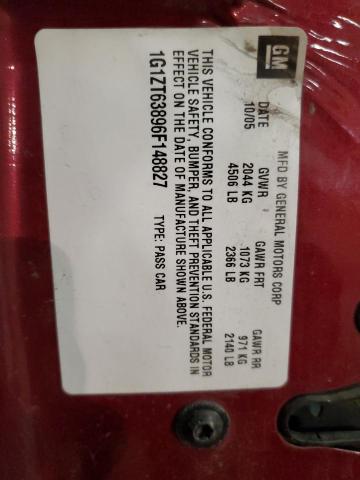 GM
MFD BY GENERAL MOTORS CORP
DATE GVWR GAWR FRT GAWR RR
10/05 2044 KG 1073 KG 971 KG
4506 LB 2366 LB 2140 LB
THIS VEHICLE CONFORMS TO ALL APPLICABLE U.S. FEDERAL MOTOR
VEHICLE SAFETY, BUMPER, AND THEFT PREVENTION STANDARDS IN
EFFECT ON THE DATE OF MANUFACTURE SHOWN ABOVE.
1G1ZT63896F148827 TYPE: PASS CAR